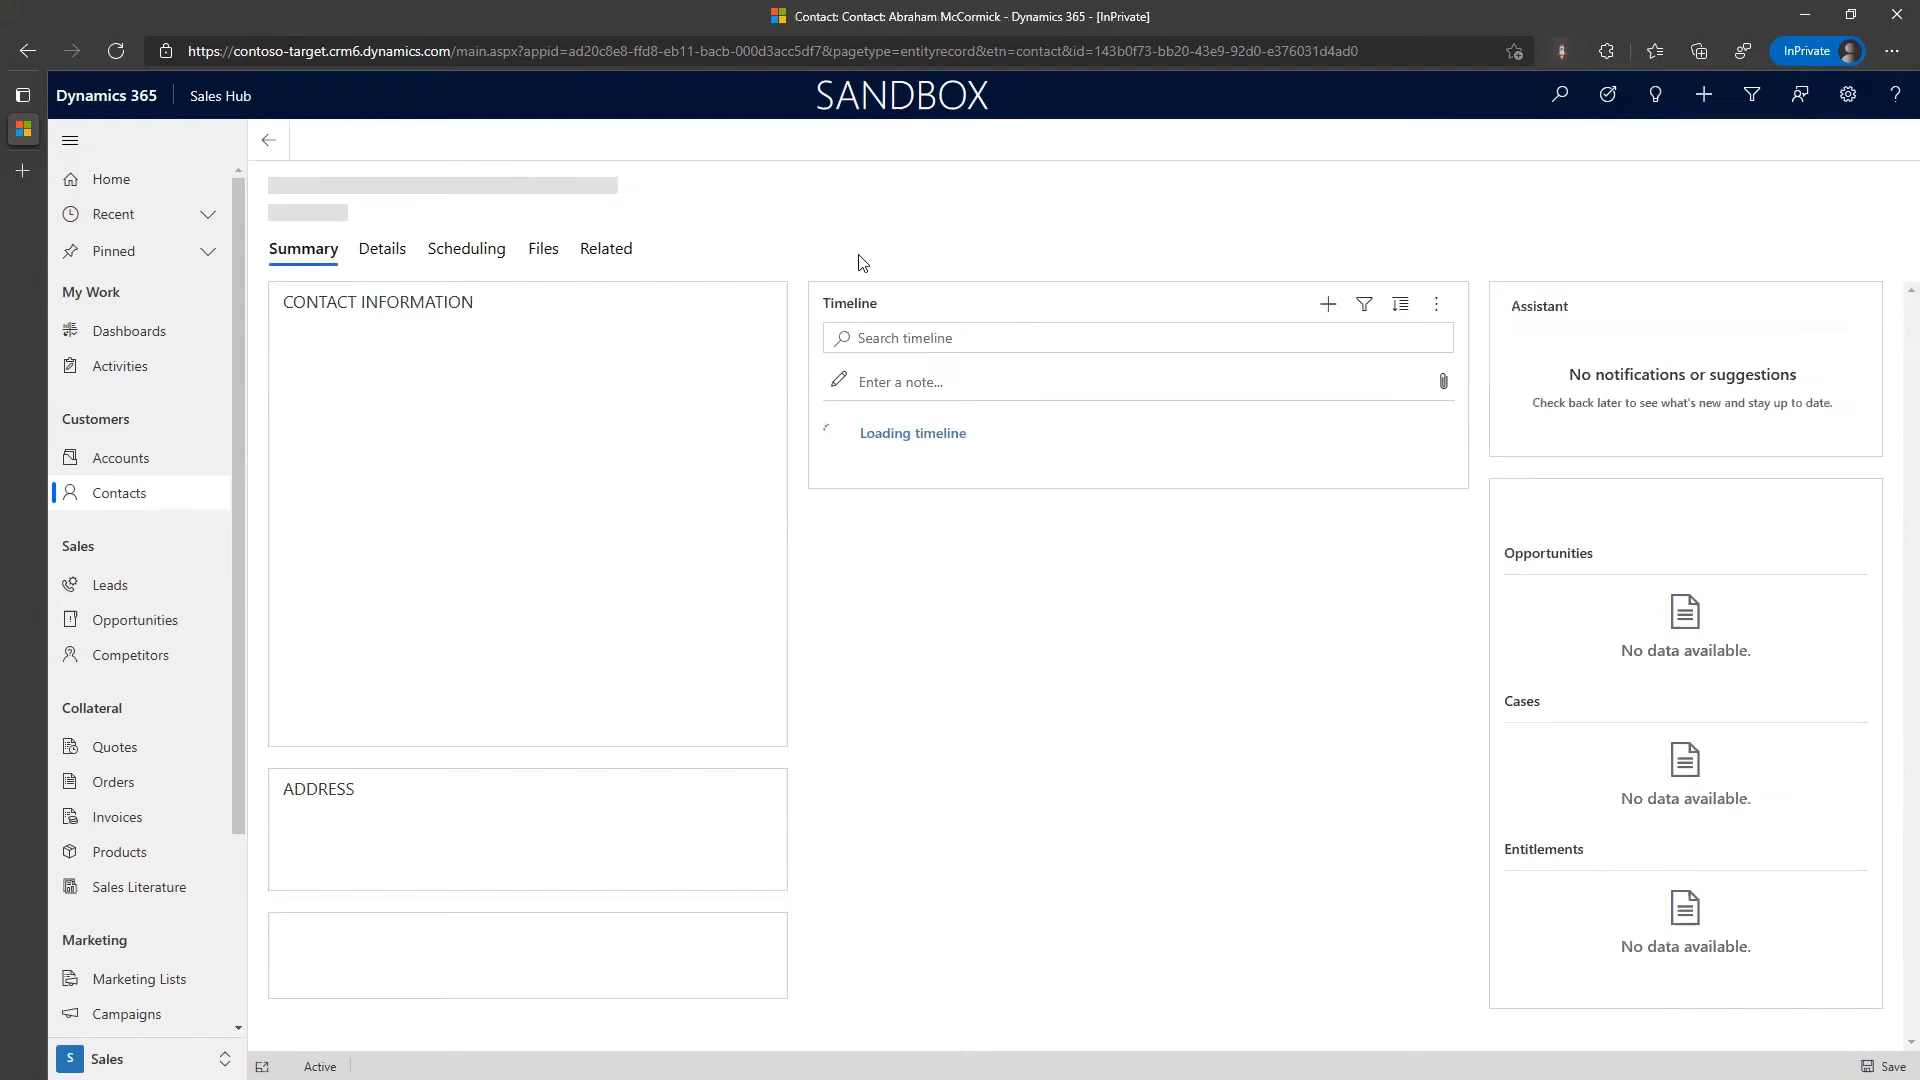 Contact: Contact: Abraham McCormick - Dynamics 365 - [InPrivate]
https://contoso-target.crm6.dynamics.com/main.aspx?appid=ad20c8e8-ffd8-eb11-bacb-000d3acc5df7&pagetype=entityrecord&etn=contact&id=143b0f73-bb20-43e9-92d0-e376031d4ad0
InPrivate
Dynamics 365
Sales Hub
SANDBOX
Home
Recent
Pinned
My Work
Dashboards
Activities
Customers
Accounts
Contacts
Sales
Leads
Opportunities
Competitors
Collateral
Quotes
Orders
Invoices
Products
Sales Literature
Marketing
Marketing Lists
Campaigns
S Sales
Summary Details Scheduling Files Related
CONTACT INFORMATION
ADDRESS
Timeline
Search timeline
Enter a note...
Loading timeline
Assistant
No notifications or suggestions
Check back later to see what's new and stay up to date.
Opportunities
No data available.
Cases
No data available.
Entitlements
No data available.
Active
Save